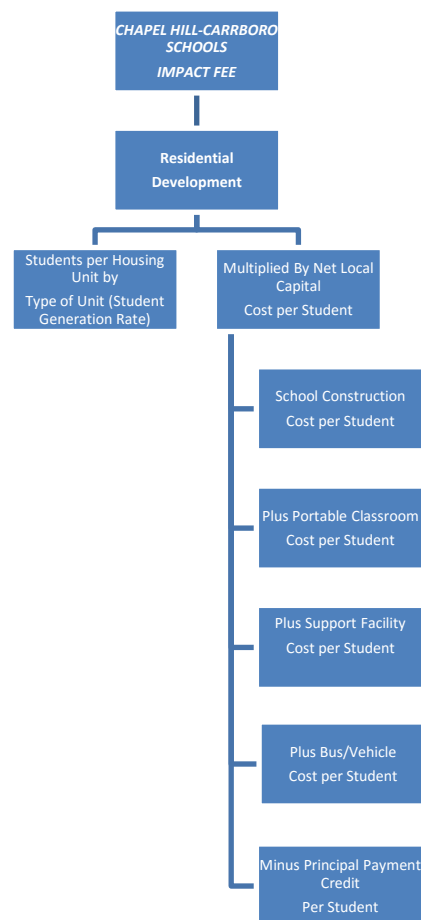 CHAPEL HILL-CARRBORO
SCHOOLS
IMPACT FEE
Residential
Development
Students per Housing
Unit by
Type of Unit (Student
Generation Rate)
Multiplied By Net Local
Capital
Cost per Student
School Construction
Cost per Student
Plus Portable Classroom
Cost per Student
Plus Support Facility
Cost per Student
Plus Bus/Vehicle
Cost per Student
Minus Principal Payment
Credit
Per Student